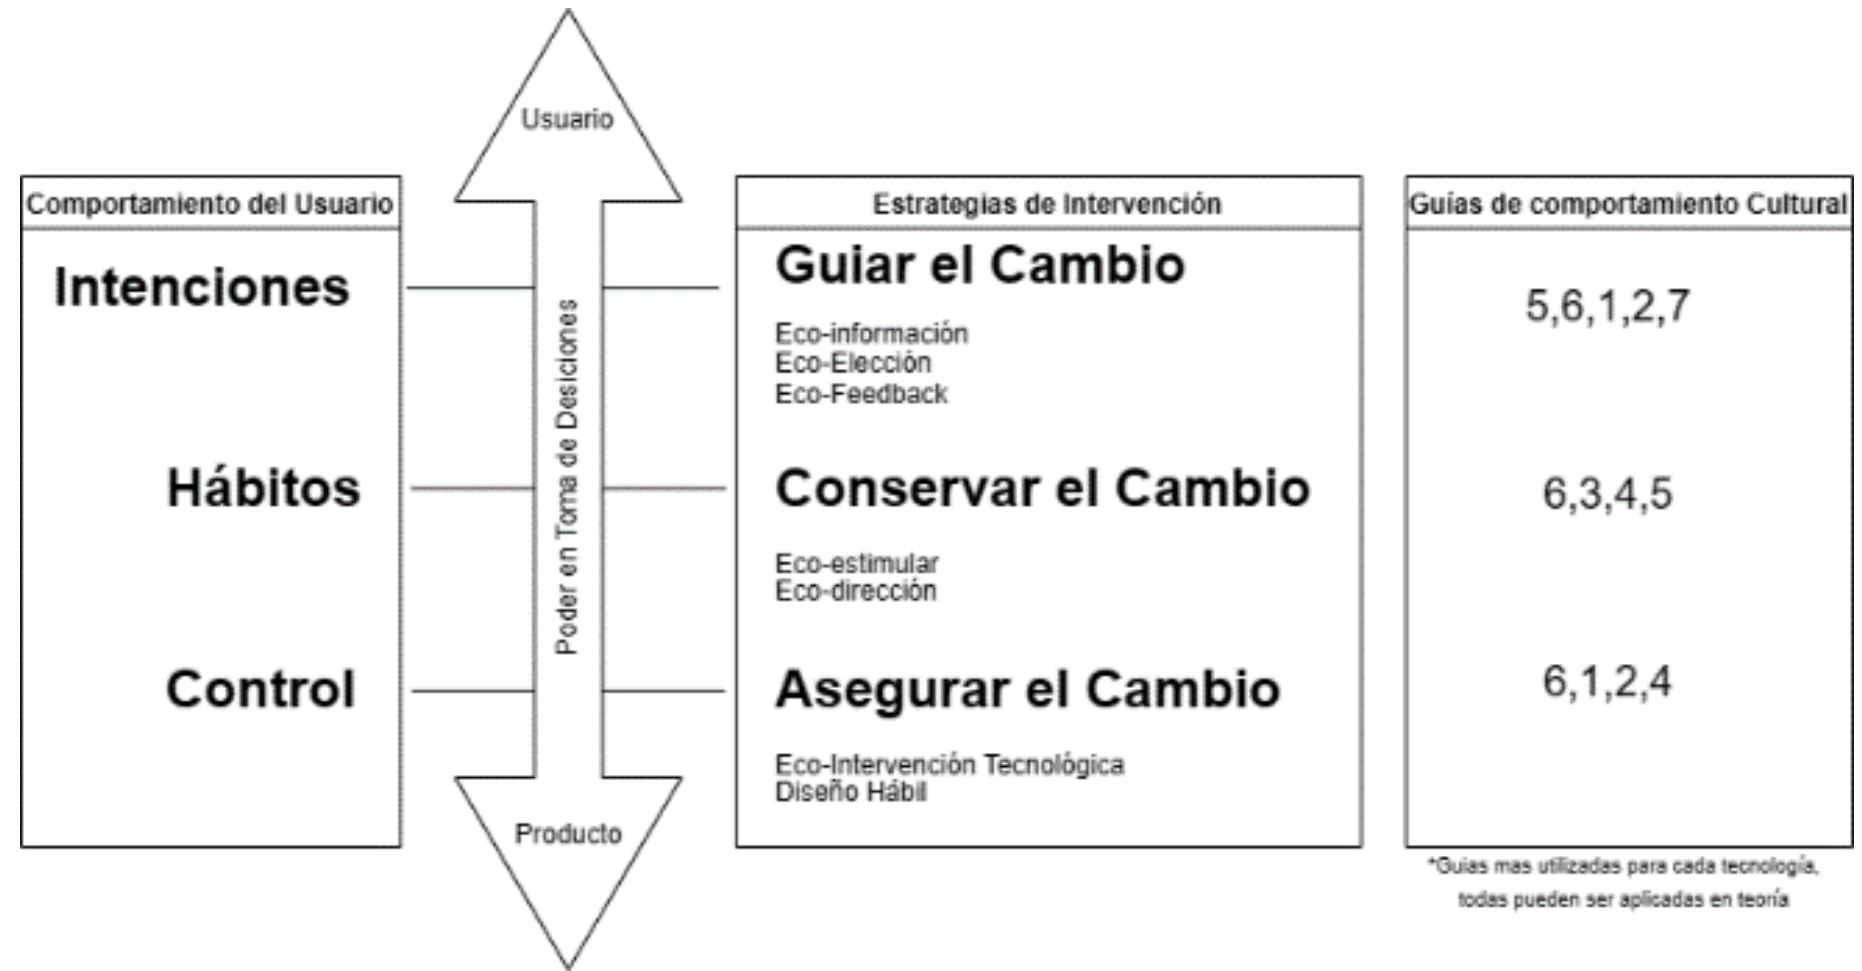 Usuario
Comportamiento del Usuario
Estrategias de Intervención
Guías de comportamiento Cultural
Intenciones
Guiar el Cambio
5,6,1,2,7
Eco-información
Eco-Elección
Eco-Feedback
Poder en Toma de Desiciones
Hábitos
Conservar el Cambio
6,3,4,5
Eco-estimular
Eco-dirección
Control
Asegurar el Cambio
6,1,2,4
Eco-Intervención Tecnológica
Diseño Hábil
Producto
*Guias mas utilizadas para cada tecnología,
todas pueden ser aplicadas en teoría